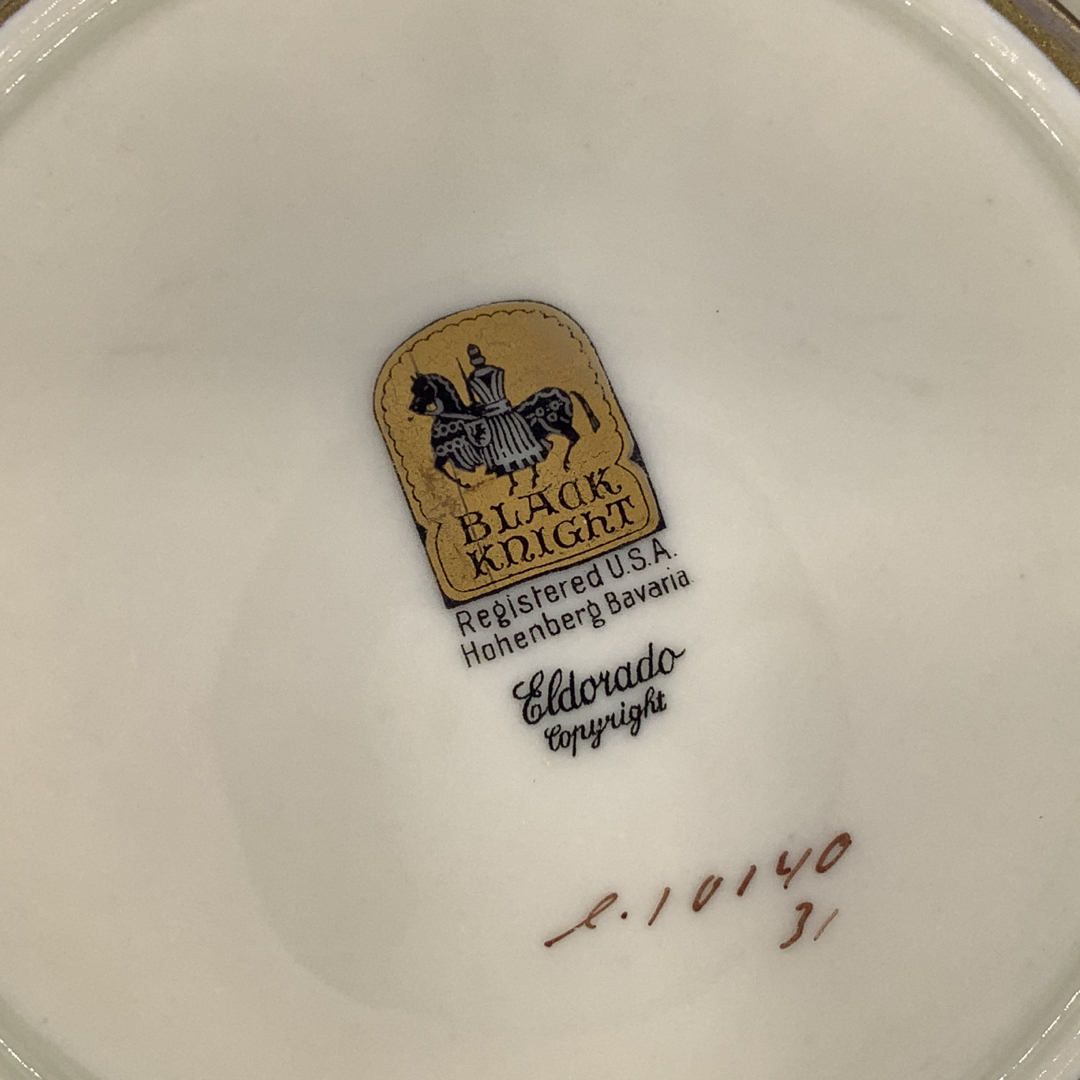 BLACK
KNIGHT
Registered U.S.A.
Hohenberg Bavaria
Eldorado
Copyright
l.10140
31